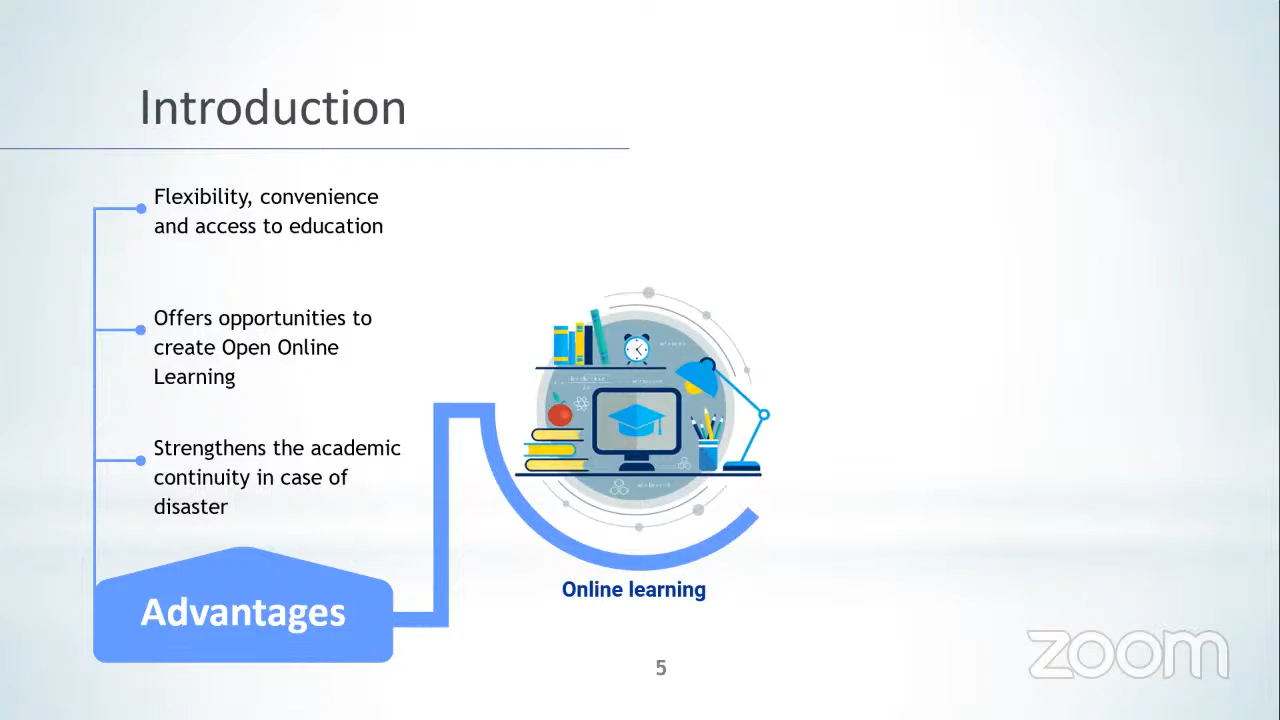 Introduction
Flexibility, convenience
and access to education
Offers opportunities to
create Open Online
Learning
Strengthens the academic
continuity in case of
disaster
Advantages
Online learning
5
zoom